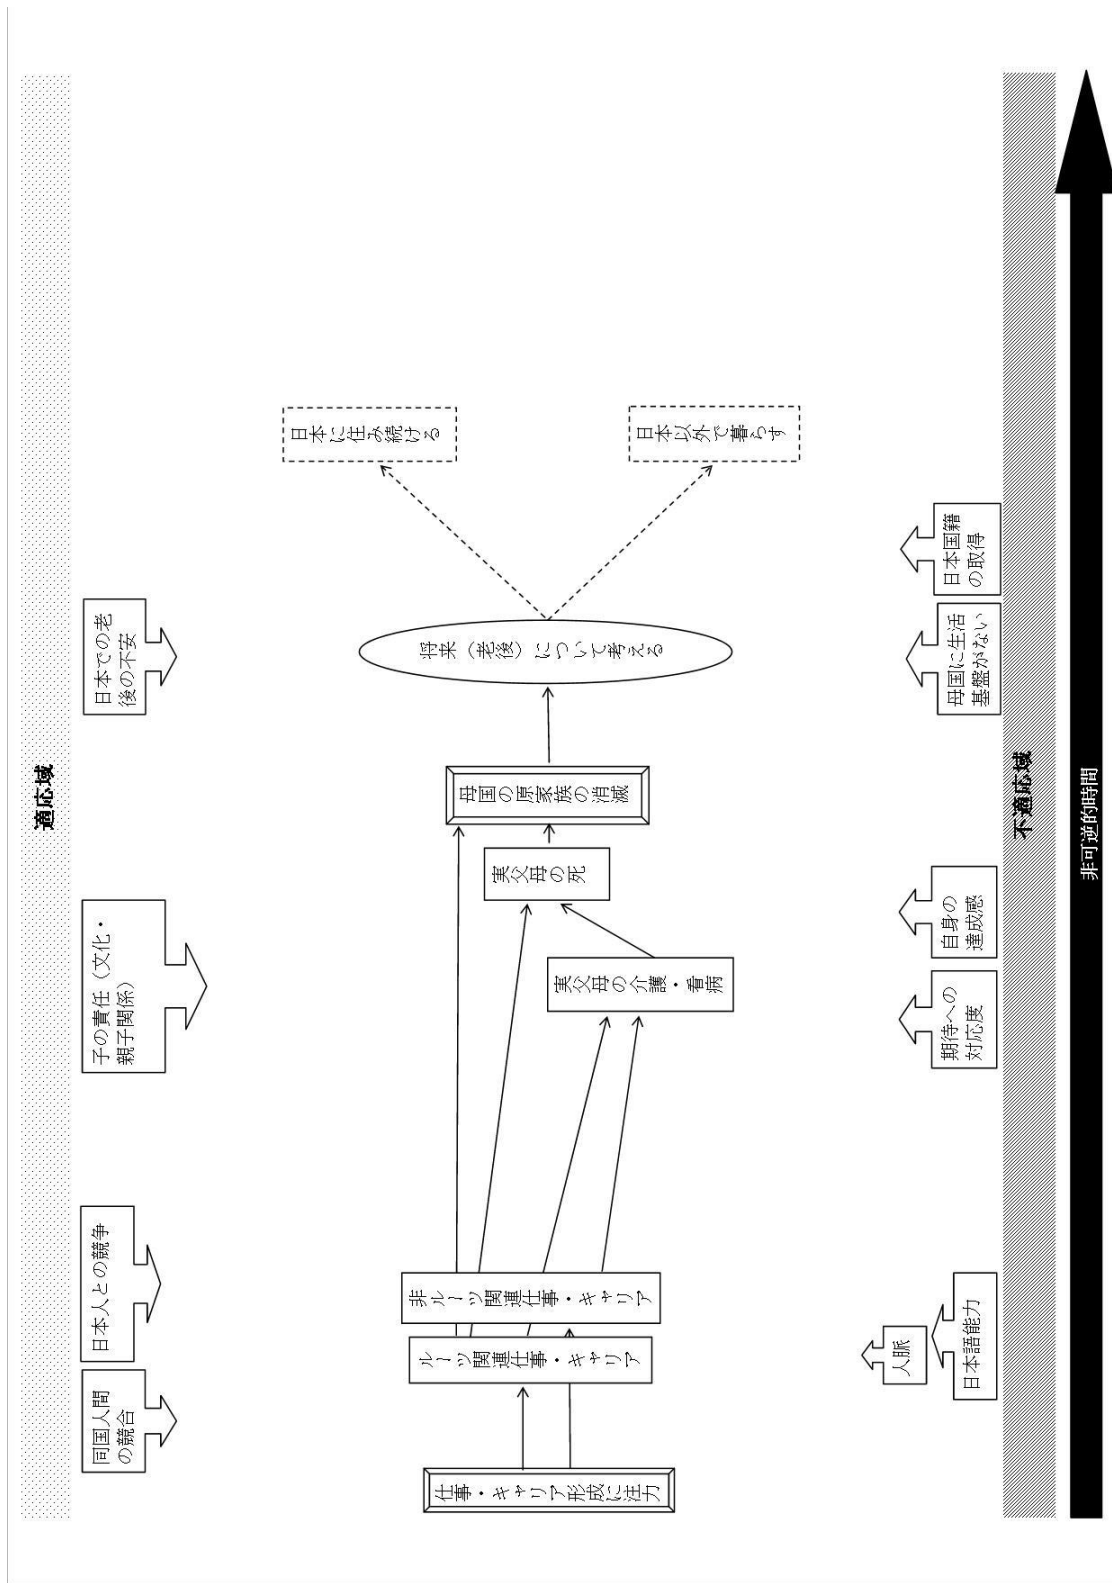 適応域
同国人間
の競合
日本人との競争
子の責任（文化・
親子関係）
日本での老
後の不安
仕事・キャリア形成に注力
ルーツ関連仕事・キャリア
非ルーツ関連仕事・キャリア
実父母の介護・看病
実父母の死
母国の原家族の消滅
将来（老後）について考える
日本に住み続ける
日本以外で暮らす
人脈
日本語能力
期待への
対応度
自身の
達成感
母国に生活
基盤がない
日本国籍
の取得
不適応域
非可逆的時間